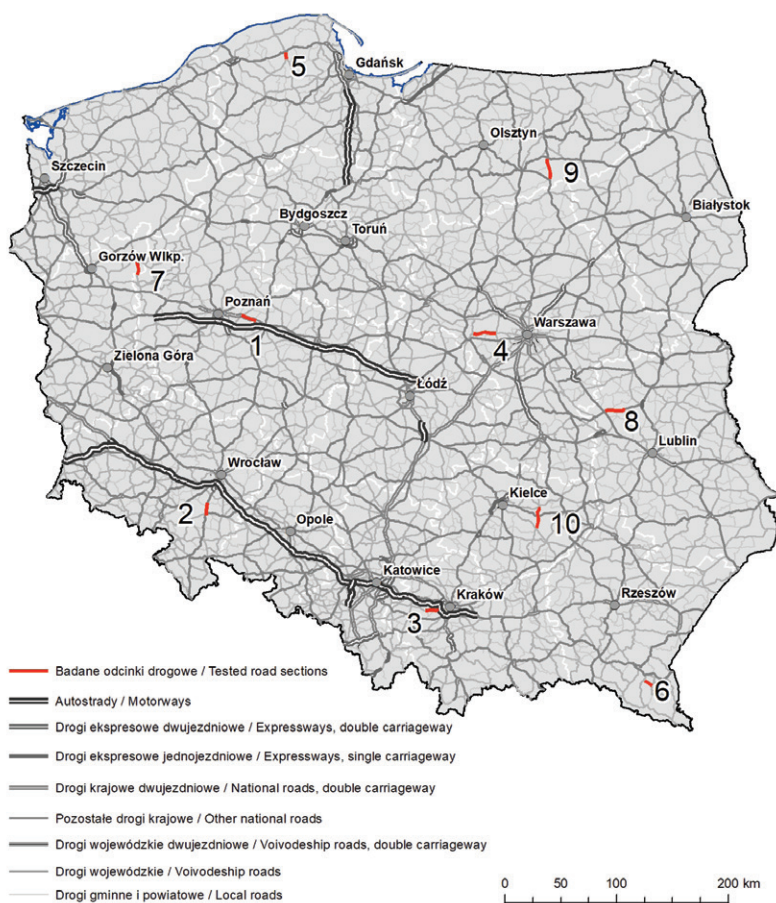 5
Gdańsk
Olsztyn
9
Szczecin
Białystok
Bydgoszcz
Toruń
Gorzów Wlkp.
7
Poznań
1
Warszawa
4
Zielona Góra
Łódź
8
Lublin
Wrocław
2
Kielce
10
Opole
Katowice
Kraków
3
Rzeszów
6
Badane odcinki drogowe / Tested road sections
Autostrady / Motorways
Drogi ekspresowe dwujezdniowe / Expressways, double carriageway
Drogi ekspresowe jednojezdniowe / Expressways, single carriageway
Drogi krajowe dwujezdniowe / National roads, double carriageway
Pozostałe drogi krajowe / Other national roads
Drogi wojewódzkie dwujezdniowe / Voivodeship roads, double carriageway
Drogi wojewódzkie / Voivodeship roads
Drogi gminne i powiatowe / Local roads
0 50 100 200 km